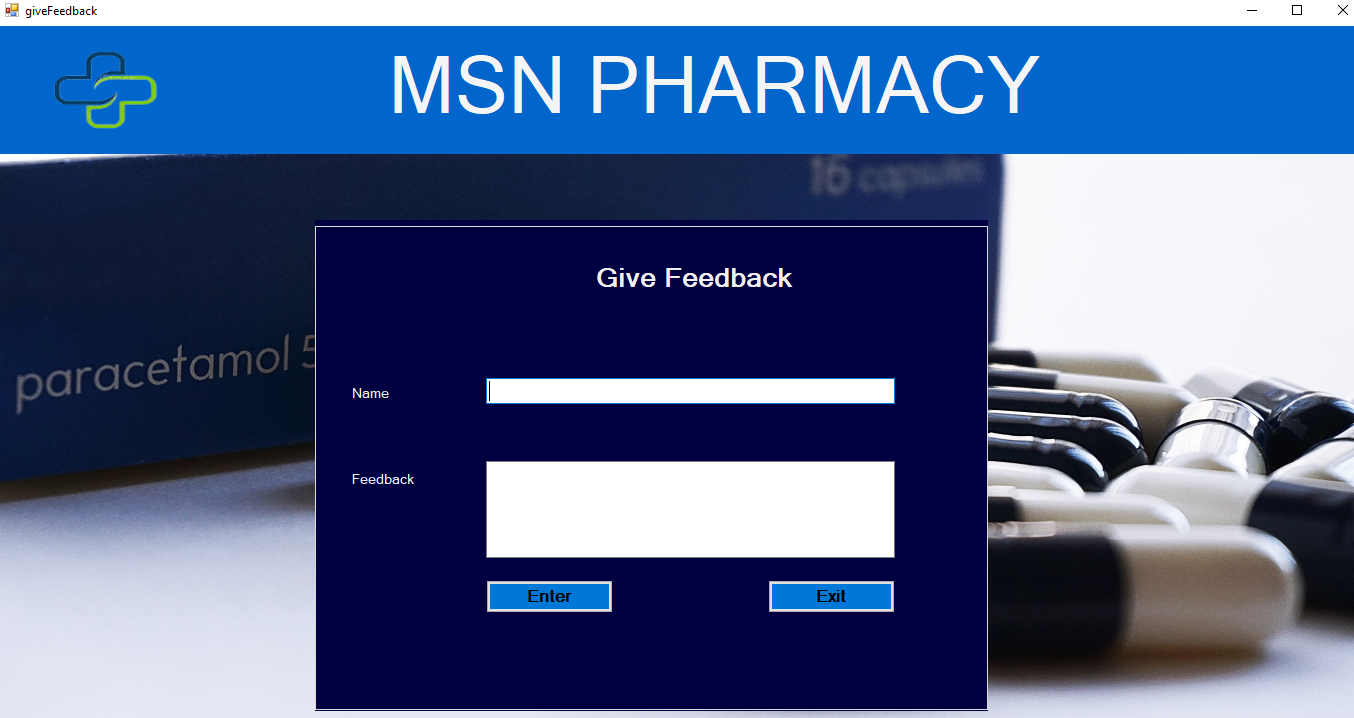 giveFeedback
MSN PHARMACY
16 capsules
Give Feedback
paracetamol 5
Name
Feedback
Enter
Exit